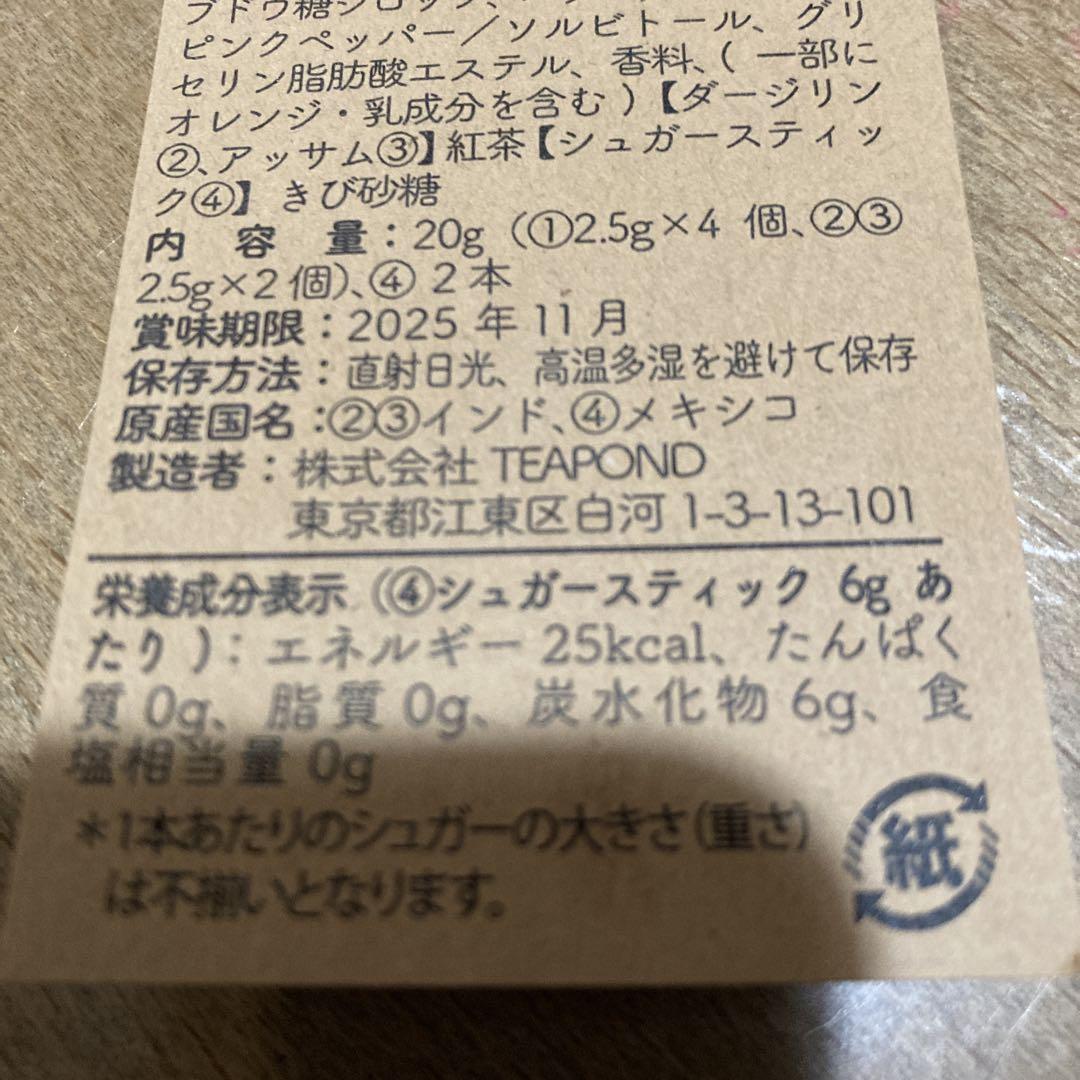 ブドウ糖シロップ、
ピンクペッパー／ソルビトール、グリ
セリン脂肪酸エステル、香料、( 一部に
オレンジ・乳成分を含む )【ダージリン
②、アッサム③】紅茶【シュガースティッ
ク④】きび砂糖
内容量：20g (①2.5g×4 個、②③
2.5g×2 個)、④ 2 本
賞味期限：2025 年 11 月
保存方法：直射日光、高温多湿を避けて保存
原産国名：②③インド、④メキシコ
製造者：株式会社 TEAPOND
東京都江東区白河 1-3-13-101
栄養成分表示 (④シュガースティック 6g あ
たり )：エネルギー 25kcal、たんぱく
質 0g、脂質 0g、炭水化物 6g、食
塩相当量 0g
＊1本あたりのシュガーの大きさ(重さ)
は不揃いとなります。
紙